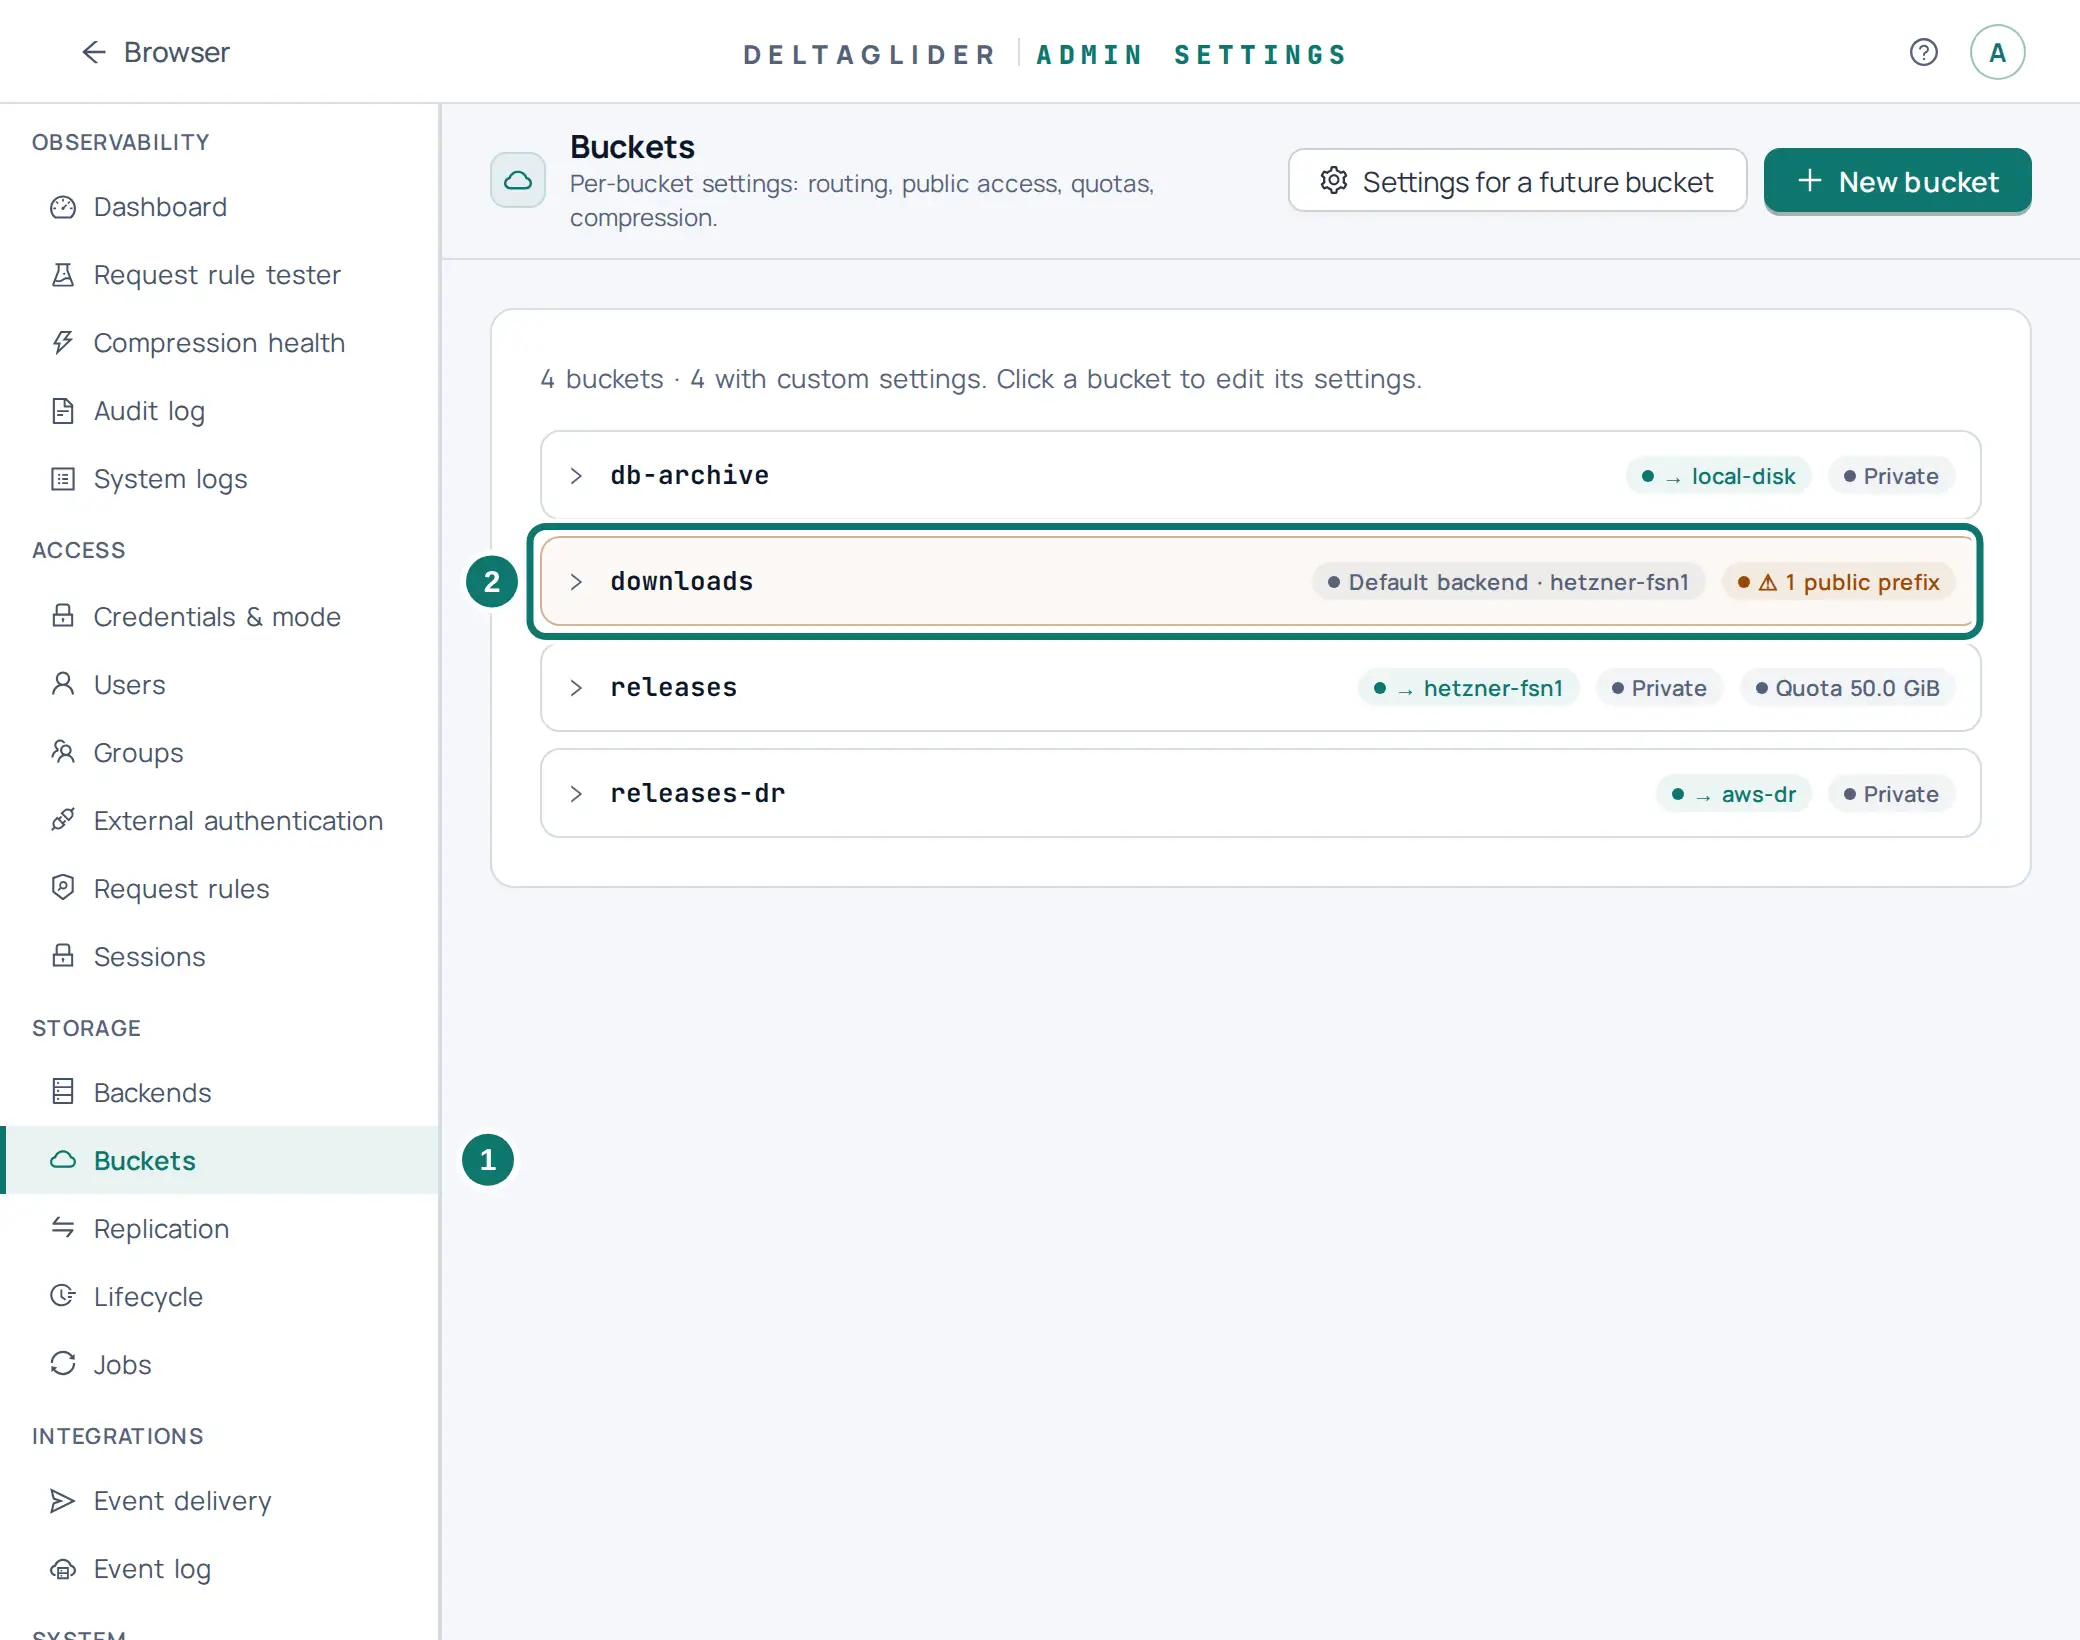 Browser
DELTAGLIDER ADMIN SETTINGS
A
OBSERVABILITY
Dashboard
Request rule tester
Compression health
Audit log
System logs
ACCESS
Credentials & mode
Users
Groups
External authentication
Request rules
Sessions
STORAGE
Backends
Buckets
Replication
Lifecycle
Jobs
INTEGRATIONS
Event delivery
Event log
SYSTEM
Buckets
Per-bucket settings: routing, public access, quotas,
compression.
Settings for a future bucket
+ New bucket
4 buckets · 4 with custom settings. Click a bucket to edit its settings.
db-archive → local-disk Private
2 downloads Default backend · hetzner-fsn1 ⚠ 1 public prefix
releases → hetzner-fsn1 Private Quota 50.0 GiB
releases-dr → aws-dr Private
1